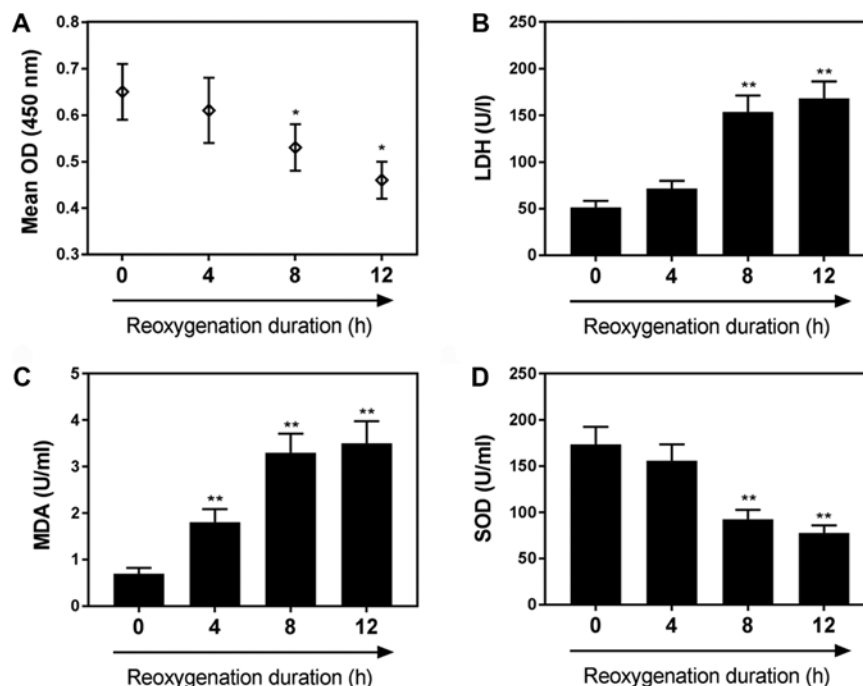 A
Mean OD (450 nm)
0.8
0.7
0.6
0.5
0.4
0.3
*
*
0 4 8 12
Reoxygenation duration (h)
B
LDH (U/l)
250
200
150
100
50
0
**
**
0 4 8 12
Reoxygenation duration (h)
C
MDA (U/ml)
5
4
3
2
1
0
**
**
**
0 4 8 12
Reoxygenation duration (h)
D
SOD (U/ml)
250
200
150
100
50
0
**
**
0 4 8 12
Reoxygenation duration (h)